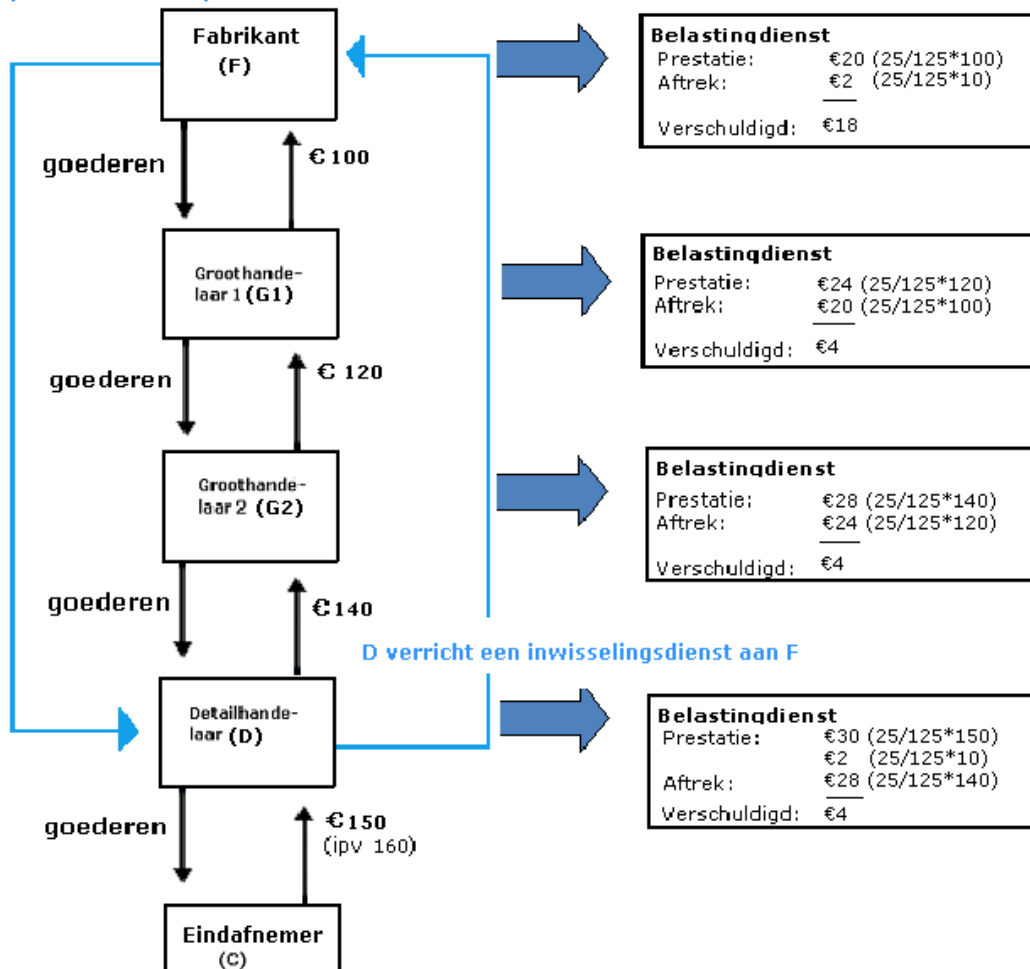 Fabrikant
(F)
Belastingdienst
Prestatie: €20 (25/125*100)
Aftrek: €2 (25/125*10)
Verschuldigd: €18
goederen
€ 100
Groothande-
laar 1 (G1)
Belastingdienst
Prestatie: €24 (25/125*120)
Aftrek: €20 (25/125*100)
Verschuldigd: €4
goederen
€ 120
Groothande-
laar 2 (G2)
Belastingdienst
Prestatie: €28 (25/125*140)
Aftrek: €24 (25/125*120)
Verschuldigd: €4
goederen
€140
D verricht een inwisselingsdienst aan F
Detailhande-
laar (D)
Belastingdienst
Prestatie: €30 (25/125*150)
€2 (25/125*10)
Aftrek: €28 (25/125*140)
Verschuldigd: €4
goederen
€150
(ipv 160)
Eindafnemer
(C)